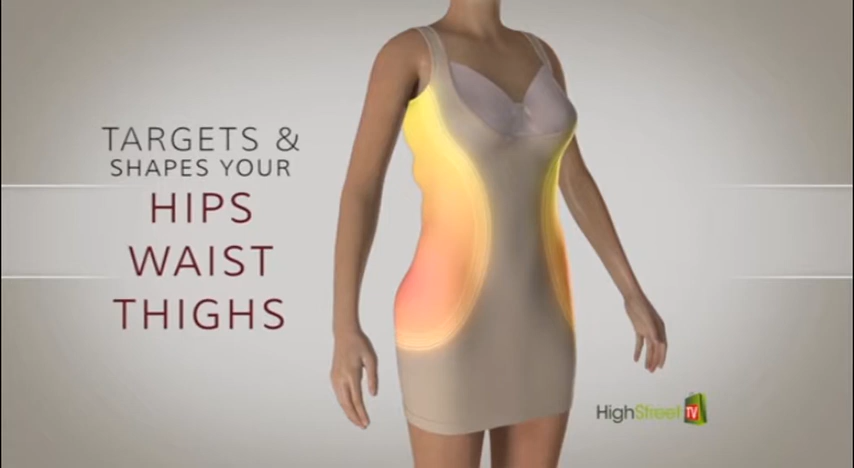 TARGETS &
SHAPES YOUR
HIPS
WAIST
THIGHS
HighStreet TV